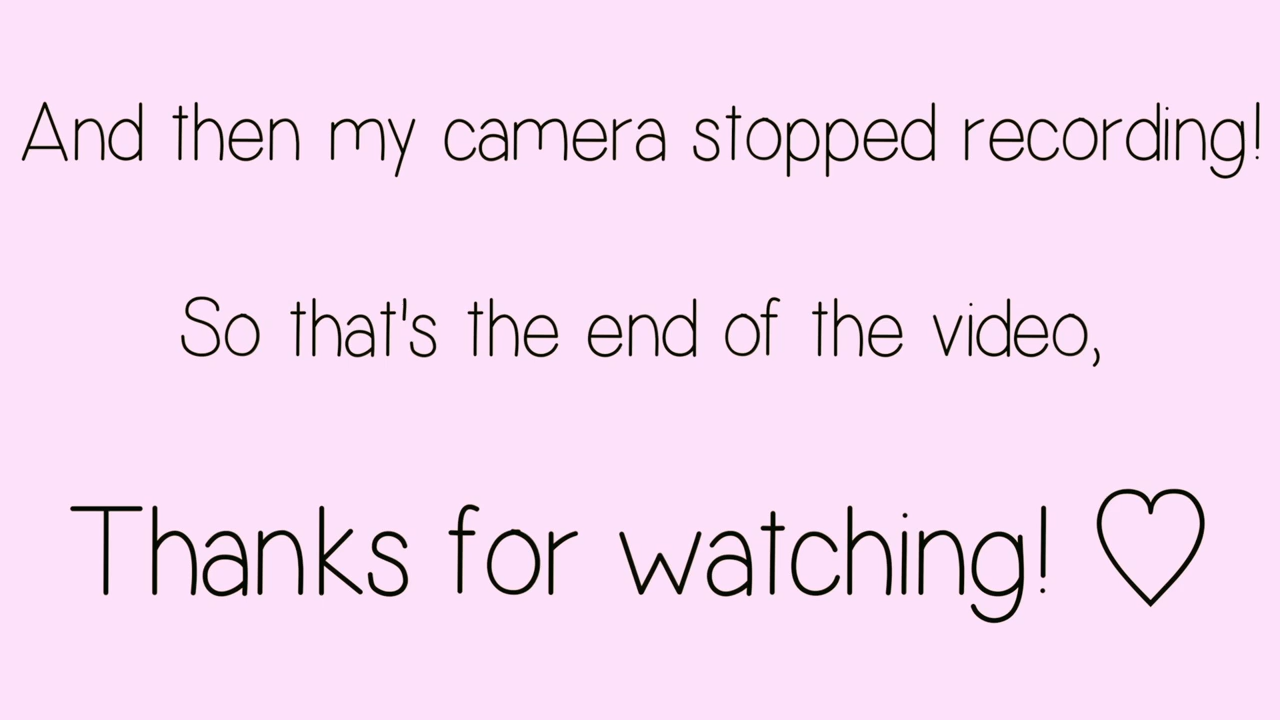 And then my camera stopped recording!
So that's the end of the video,
Thanks for watching! ♡